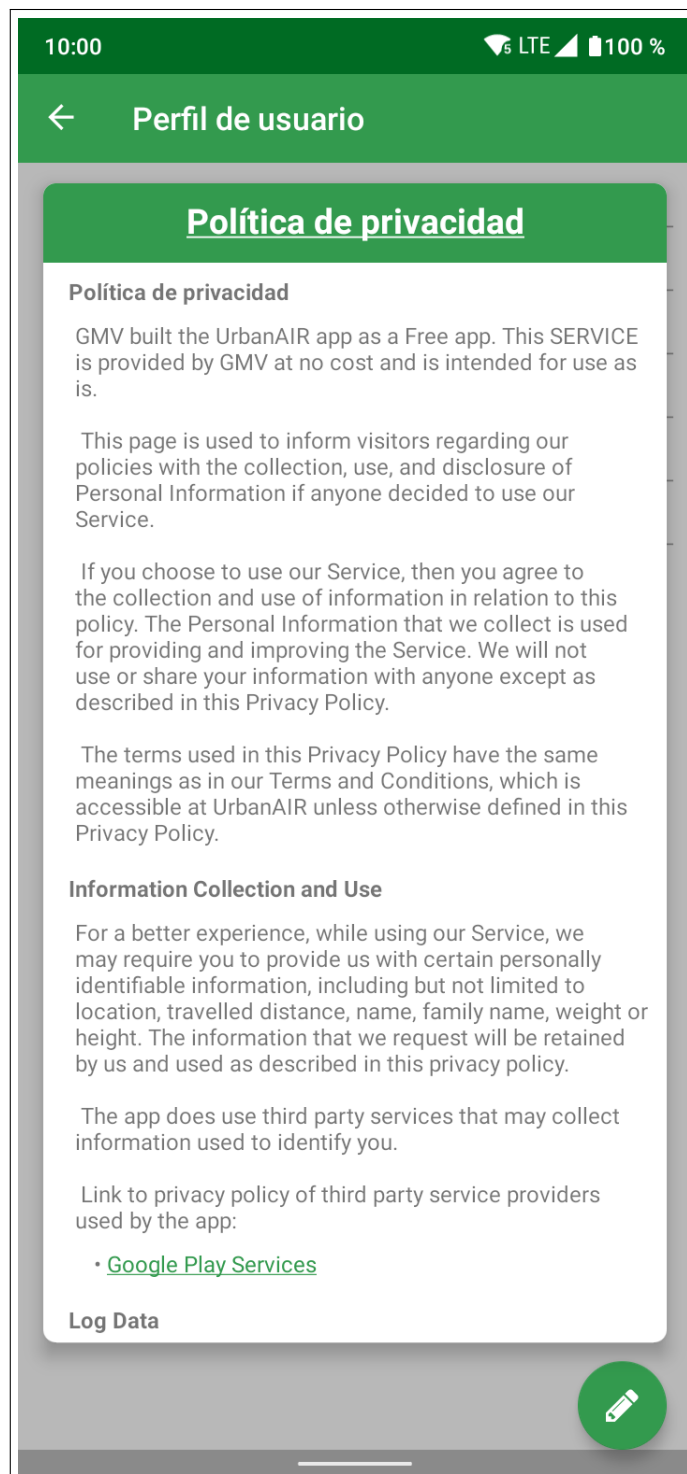 10:00
5 LTE 100 %
Perfil de usuario
Política de privacidad
Política de privacidad
GMV built the UrbanAIR app as a Free app. This SERVICE
is provided by GMV at no cost and is intended for use as
is.
This page is used to inform visitors regarding our
policies with the collection, use, and disclosure of
Personal Information if anyone decided to use our
Service.
If you choose to use our Service, then you agree to
the collection and use of information in relation to this
policy. The Personal Information that we collect is used
for providing and improving the Service. We will not
use or share your information with anyone except as
described in this Privacy Policy.
The terms used in this Privacy Policy have the same
meanings as in our Terms and Conditions, which is
accessible at UrbanAIR unless otherwise defined in this
Privacy Policy.
Information Collection and Use
For a better experience, while using our Service, we
may require you to provide us with certain personally
identifiable information, including but not limited to
location, travelled distance, name, family name, weight or
height. The information that we request will be retained
by us and used as described in this privacy policy.
The app does use third party services that may collect
information used to identify you.
Link to privacy policy of third party service providers
used by the app:
• Google Play Services
Log Data